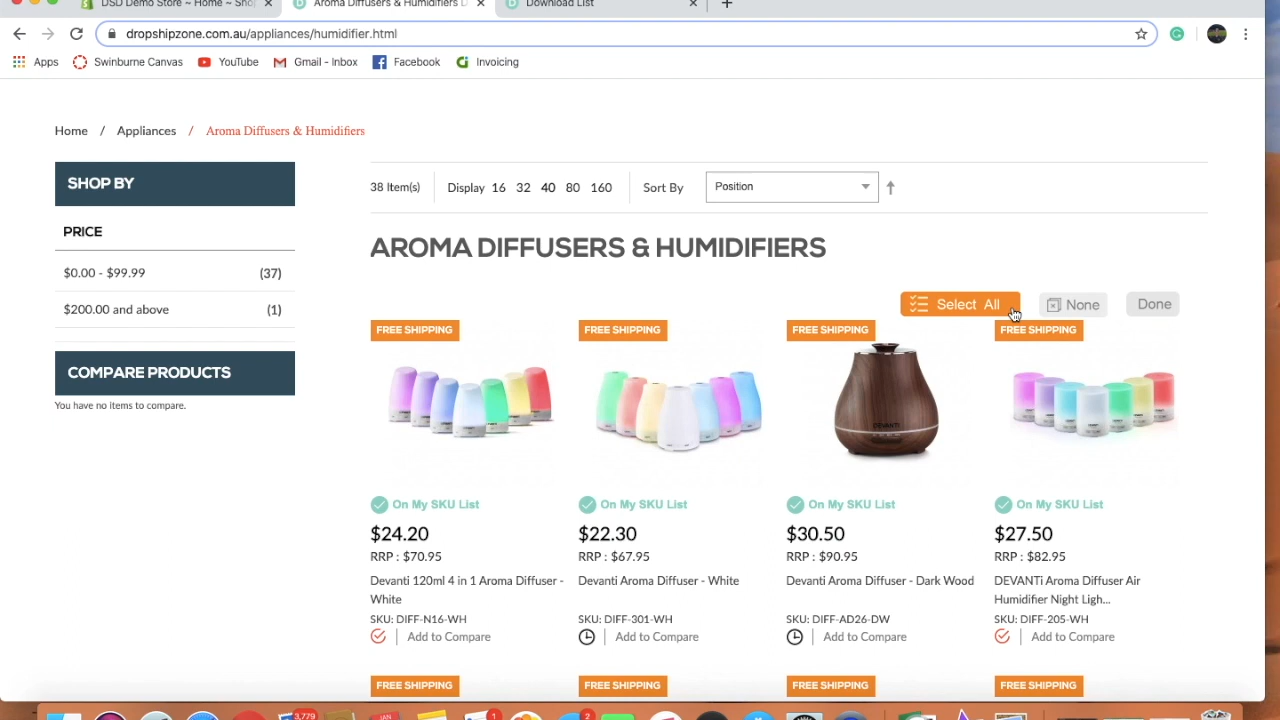 DSD Demo Store ~ Home ~ Sho
Aroma Diffusers & Humidifiers D
Download List
dropshipzone.com.au/appliances/humidifier.html
Apps Swinburne Canvas YouTube Gmail - Inbox Facebook Invoicing
Home / Appliances / Aroma Diffusers & Humidifiers
SHOP BY
38 Item(s) Display 16 32 40 80 160 Sort By Position
PRICE
$0.00 - $99.99 (37)
$200.00 and above (1)
COMPARE PRODUCTS
You have no items to compare.
AROMA DIFFUSERS & HUMIDIFIERS
Select All None Done
FREE SHIPPING FREE SHIPPING FREE SHIPPING FREE SHIPPING
DEVANTI
On My SKU List On My SKU List On My SKU List On My SKU List
$24.20 $22.30 $30.50 $27.50
RRP : $70.95 RRP : $67.95 RRP : $90.95 RRP : $82.95
Devanti 120ml 4 in 1 Aroma Diffuser - Devanti Aroma Diffuser - White Devanti Aroma Diffuser - Dark Wood DEVANTi Aroma Diffuser Air
White Humidifier Night Ligh...
SKU: DIFF-N16-WH SKU: DIFF-301-WH SKU: DIFF-AD26-DW SKU: DIFF-205-WH
Add to Compare Add to Compare Add to Compare Add to Compare
FREE SHIPPING FREE SHIPPING FREE SHIPPING FREE SHIPPING
3,779 JAN 1 2